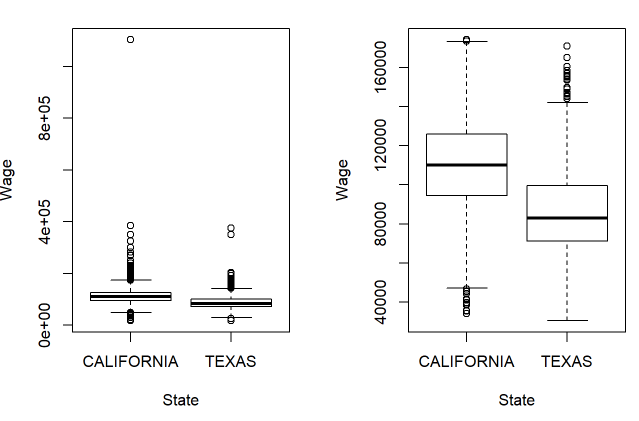 Wage
8e+05
4e+05
0e+00
CALIFORNIA TEXAS
State
Wage
160000
120000
80000
40000
CALIFORNIA TEXAS
State